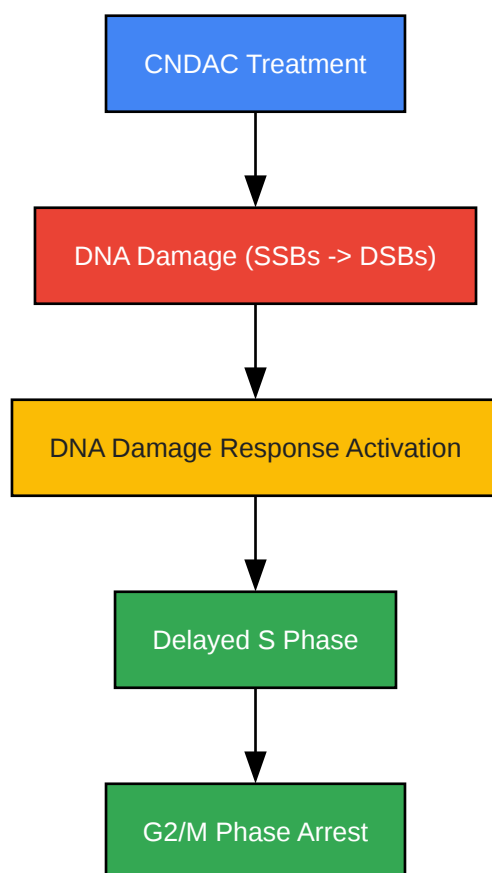 CNDAC Treatment
DNA Damage (SSBs -> DSBs)
DNA Damage Response Activation
Delayed S Phase
G2/M Phase Arrest